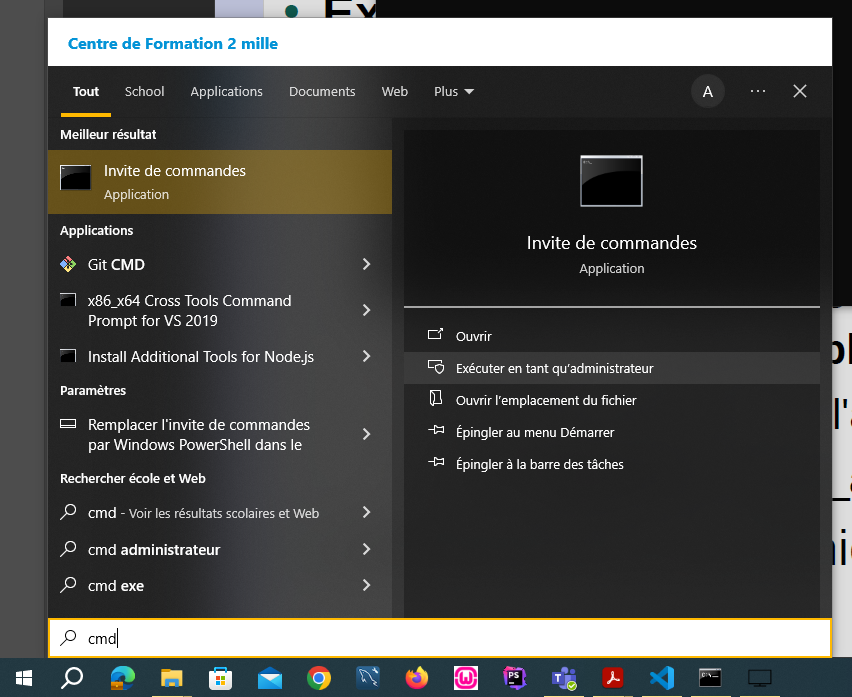 Ex
Centre de Formation 2 mille
Tout School Applications Documents Web Plus A ...
Meilleur résultat
Invite de commandes
Application
Applications
Git CMD
x86_x64 Cross Tools Command
Prompt for VS 2019
Install Additional Tools for Node.js
Paramètres
Remplacer l'invite de commandes
par Windows PowerShell dans le
Rechercher école et Web
cmd - Voir les résultats scolaires et Web
cmd administrateur
cmd exe
Invite de commandes
Application
Ouvrir
Exécuter en tant qu'administrateur
Ouvrir l'emplacement du fichier
Épingler au menu Démarrer
Épingler à la barre des tâches
cmd
PS